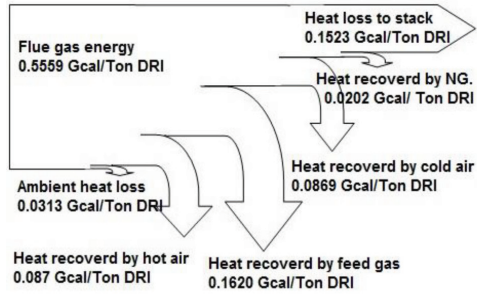 Heat loss to stack
0.1523 Gcal/Ton DRI
Flue gas energy
0.5559 Gcal/Ton DRI
Heat recoverd by NG.
0.0202 Gcal/ Ton DRI
Heat recoverd by cold air
0.0869 Gcal/Ton DRI
Ambient heat loss
0.0313 Gcal/Ton DRI
Heat recoverd by hot air
0.087 Gcal/Ton DRI
Heat recoverd by feed gas
0.1620 Gcal/Ton DRI